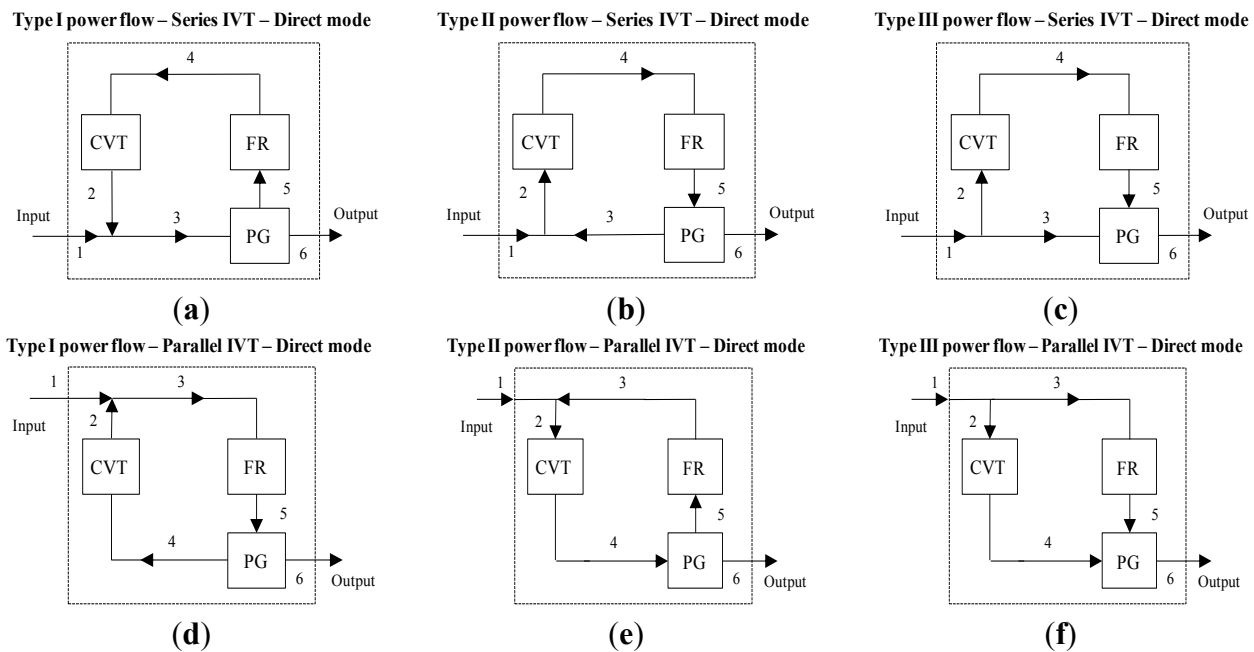 Type I power flow – Series IVT – Direct mode
4
CVT
FR
2
5
Input
3
Output
PG
1
6
(a)
Type II power flow – Series IVT – Direct mode
4
CVT
FR
2
5
Input
3
Output
PG
1
6
(b)
Type III power flow – Series IVT – Direct mode
4
CVT
FR
2
5
Input
3
Output
PG
1
6
(c)
Type I power flow – Parallel IVT – Direct mode
1
3
Input
2
CVT
FR
5
4
PG
6
Output
(d)
Type II power flow – Parallel IVT – Direct mode
1
3
Input
2
CVT
FR
5
4
PG
6
Output
(e)
Type III power flow – Parallel IVT – Direct mode
1
3
Input
2
CVT
FR
5
4
PG
6
Output
(f)